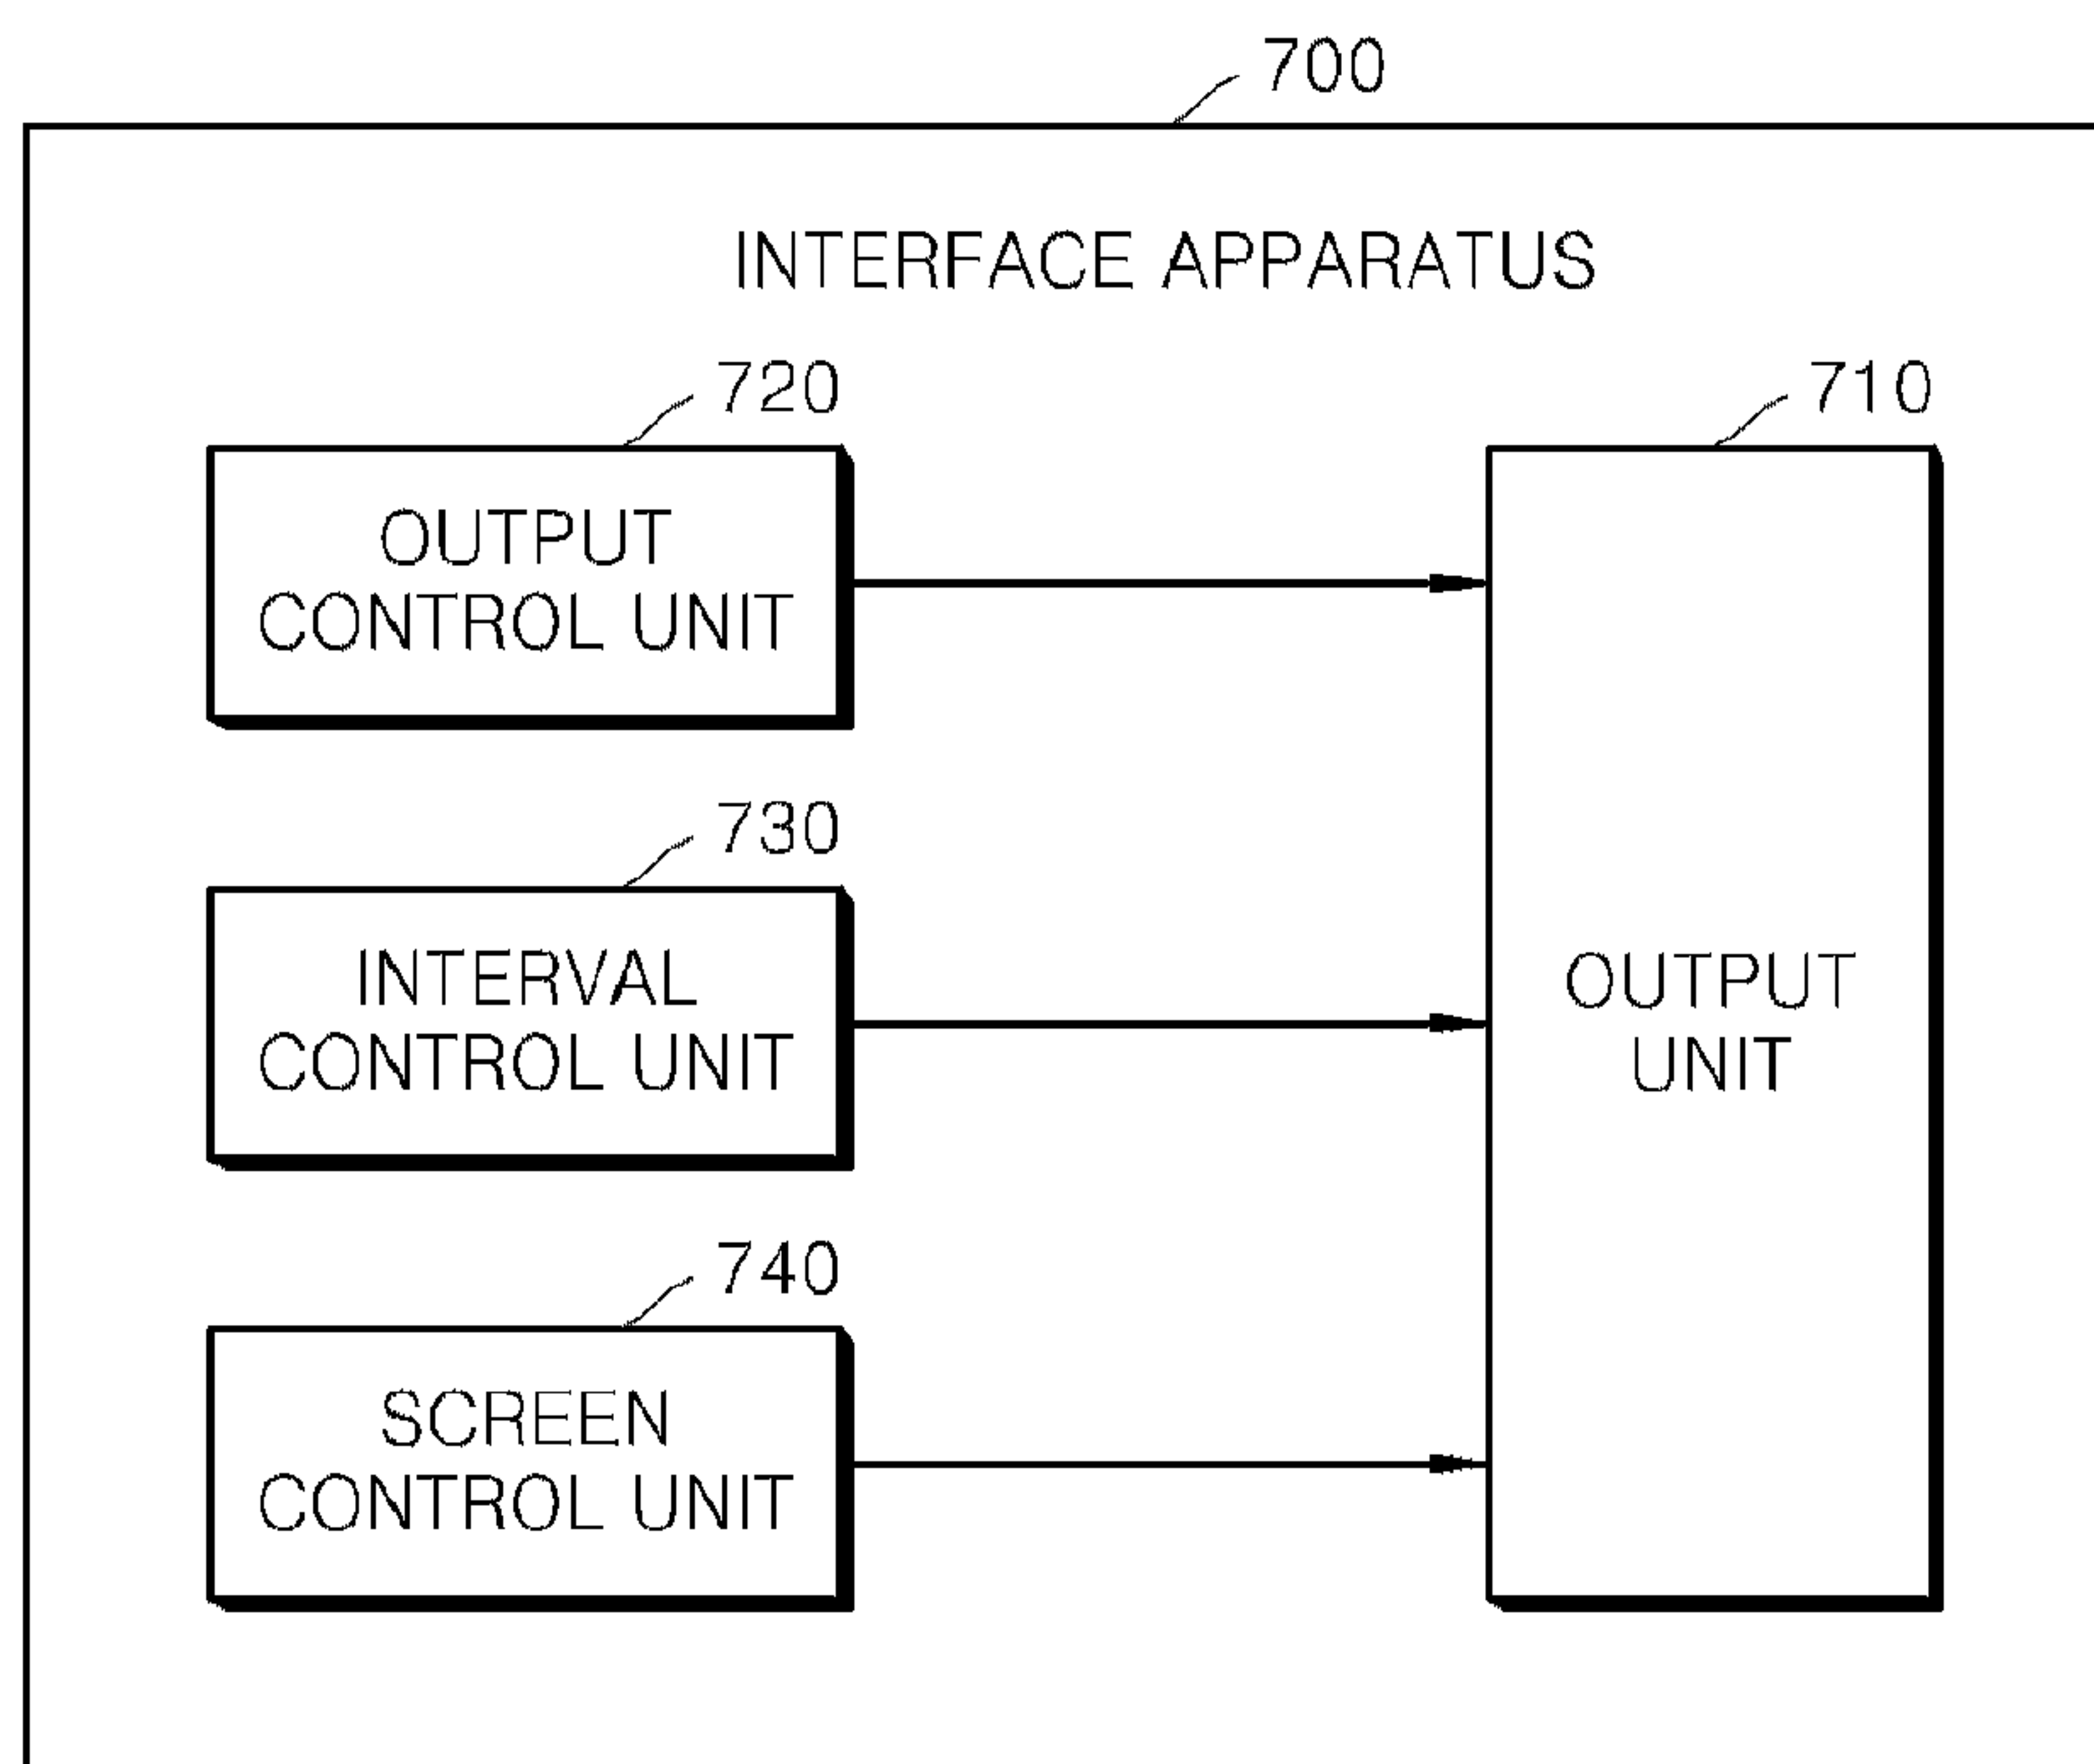 700
INTERFACE APPARATUS
720
710
OUTPUT
CONTROL UNIT
730
INTERVAL
CONTROL UNIT
OUTPUT
UNIT
740
SCREEN
CONTROL UNIT